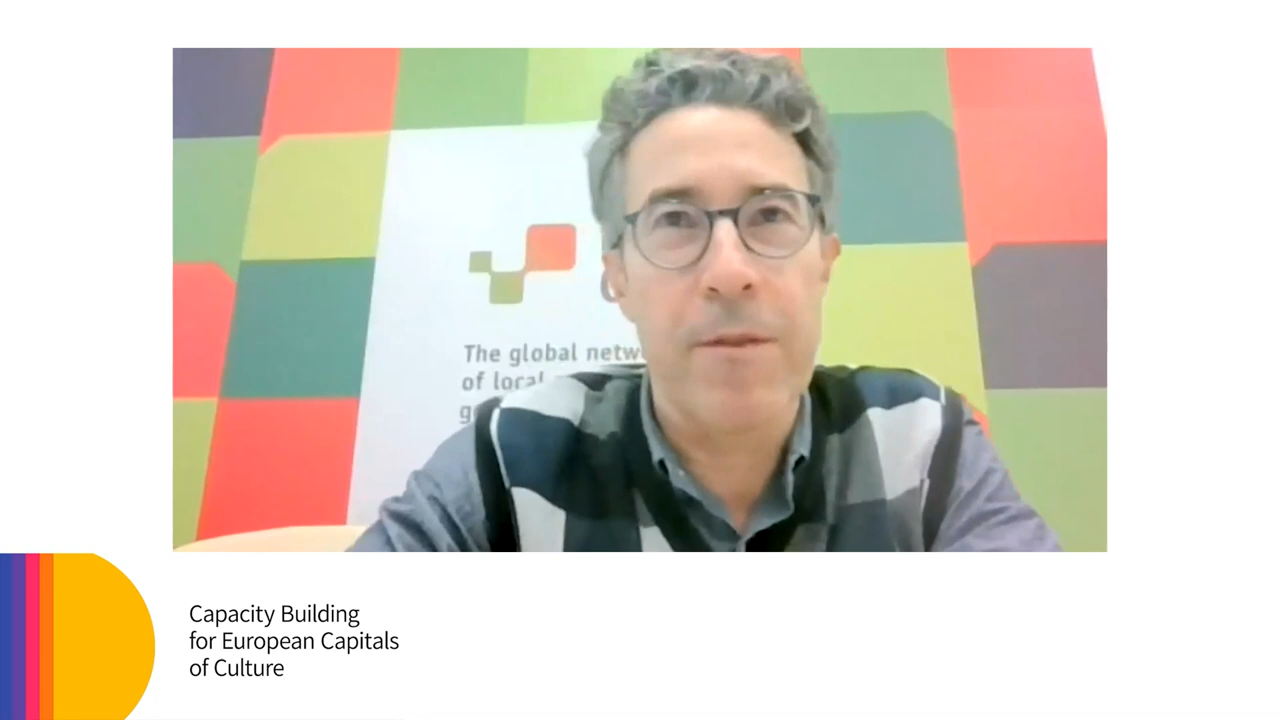 The global netw
of local
Capacity Building
for European Capitals
of Culture